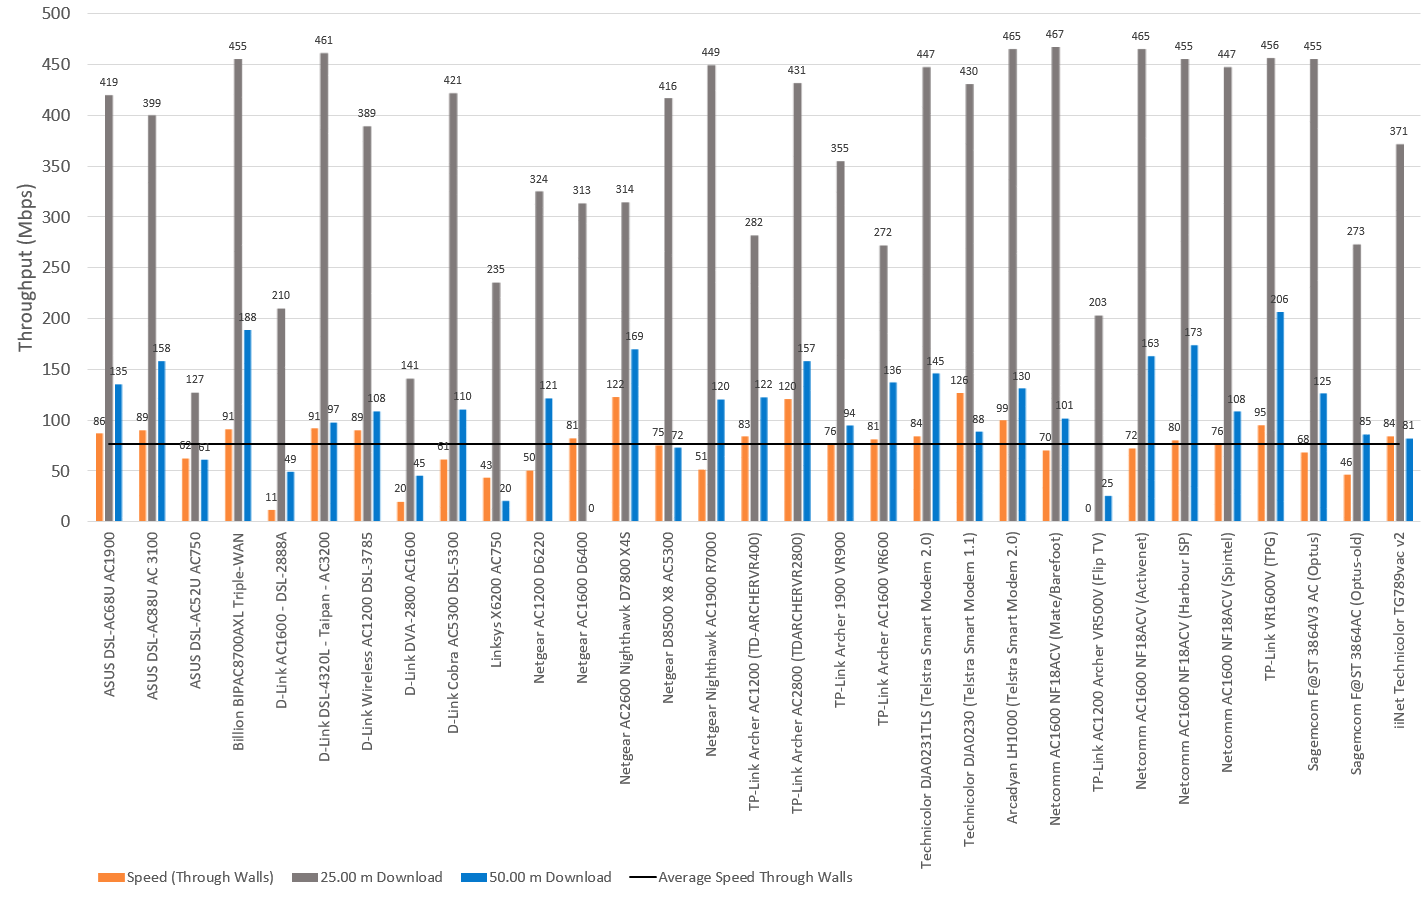 500
450
400
350
300
250
200
150
100
50
0
Throughput (Mbps)
86 419 135
89 399 158
62 127 61
91 455 188
11 210 49
91 461 97
89 389 108
20 141 45
61 421 110
43 235 20
50 324 121
81 313 0
122 314 169
75 416 72
51 449 120
83 282 122
120 431 157
76 355 94
81 272 136
84 447 145
126 430 88
99 465 130
70 467 101
0 203 25
72 465 163
80 455 173
76 447 108
95 456 206
68 455 125
46 273 85
84 371 81
ASUS DSL-AC68U AC1900
ASUS DSL-AC88U AC 3100
ASUS DSL-AC52U AC750
Billion BIPAC8700AXL Triple-WAN
D-Link AC1600 - DSL-2888A
D-Link DSL-4320L - Taipan - AC3200
D-Link Wireless AC1200 DSL-3785
D-Link DVA-2800 AC1600
D-Link Cobra AC5300 DSL-5300
Linksys X6200 AC750
Netgear AC1200 D6220
Netgear AC1600 D6400
Netgear AC2600 Nighthawk D7800 X4S
Netgear D8500 X8 AC5300
Netgear Nighthawk AC1900 R7000
TP-Link Archer AC1200 (TD-ARCHERVR400)
TP-Link Archer AC2800 (TDARCHERVR2800)
TP-Link Archer 1900 VR900
TP-Link Archer AC1600 VR600
Technicolor DJA0231TLS (Telstra Smart Modem 2.0)
Technicolor DJA0230 (Telstra Smart Modem 1.1)
Arcadyan LH1000 (Telstra Smart Modem 2.0)
Netcomm AC1600 NF18ACV (Mate/Barefoot)
TP-Link AC1200 Archer VR500V (Flip TV)
Netcomm AC1600 NF18ACV (Activenet)
Netcomm AC1600 NF18ACV (Harbour ISP)
Netcomm AC1600 NF18ACV (Spintel)
TP-Link VR1600V (TPG)
Sagemcom F@ST 3864V3 AC (Optus)
Sagemcom F@ST 3864AC (Optus-old)
iiNet Technicolor TG789vac v2
Speed (Through Walls) 25.00 m Download 50.00 m Download Average Speed Through Walls